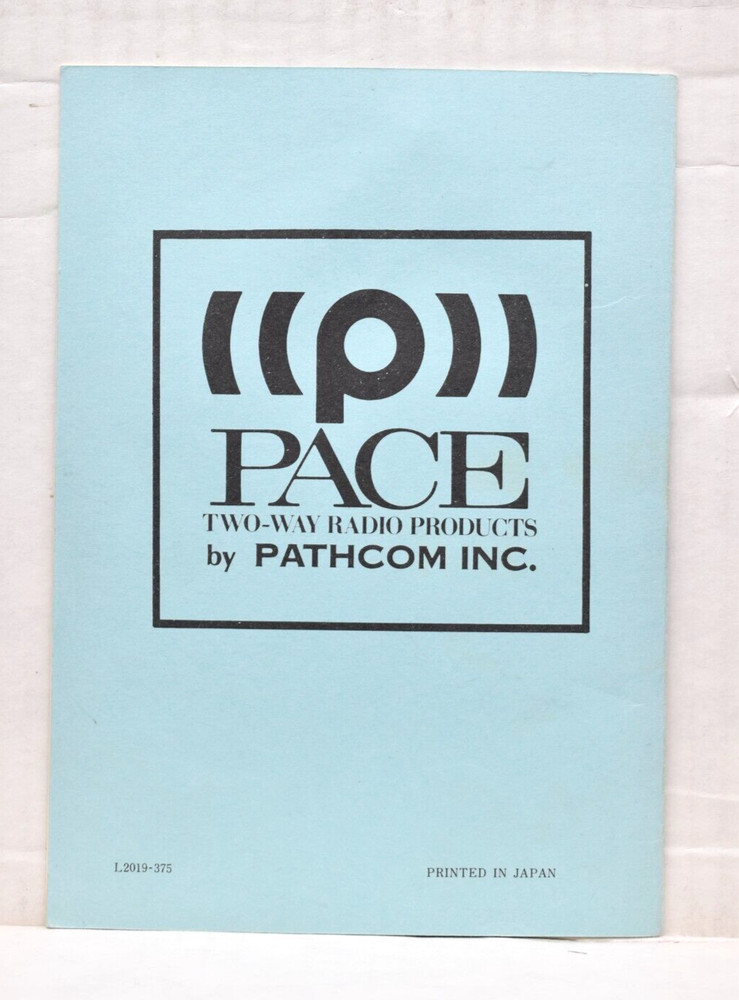 p
PACE
TWO-WAY RADIO PRODUCTS
by PATHCOM INC.
L2019-375
PRINTED IN JAPAN